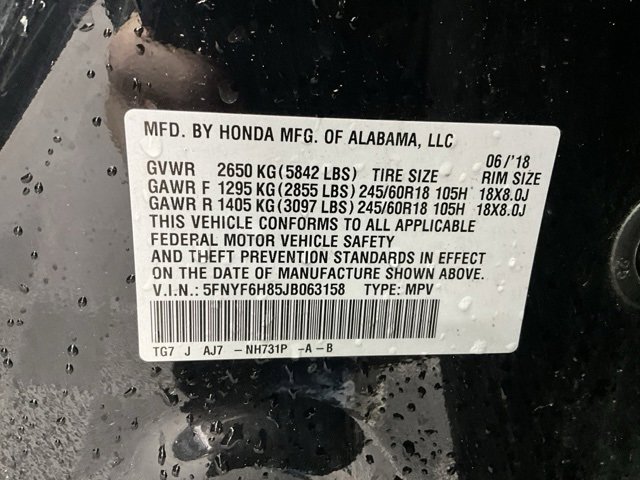 MFD. BY HONDA MFG. OF ALABAMA, LLC
06/'18
GVWR 2650 KG(5842 LBS) TIRE SIZE RIM SIZE
GAWR F 1295 KG(2855 LBS) 245/60R18 105H 18X8.0J
GAWR R 1405 KG(3097 LBS) 245/60R18 105H 18X8.0J
THIS VEHICLE CONFORMS TO ALL APPLICABLE
FEDERAL MOTOR VEHICLE SAFETY
AND THEFT PREVENTION STANDARDS IN EFFECT
ON THE DATE OF MANUFACTURE SHOWN ABOVE.
V.I.N.: 5FNYF6H85JB063158 TYPE: MPV
TG7 J AJ7 -NH731P -A-B